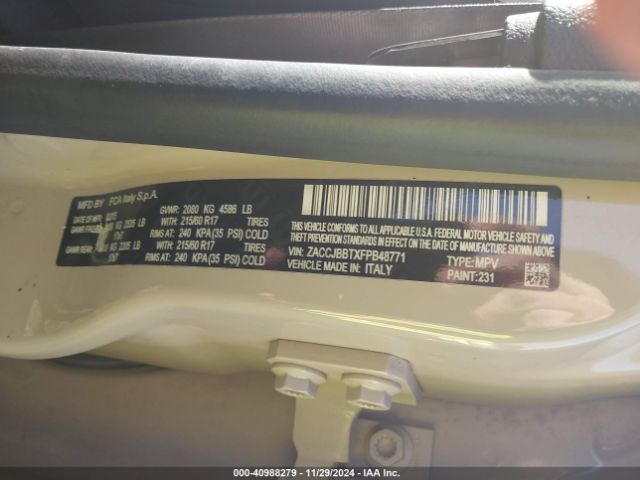 MFD BY FCA Italy S.p.A.
GVWR: 2080 KG 4586 LB
WITH: 215/60 R17 TIRES
RIMS AT: 240 KPA(35 PSI) COLD
WITH: 215/60 R17 TIRES
RIMS AT: 240 KPA(35 PSI) COLD
THIS VEHICLE CONFORMS TO ALL APPLICABLE U.S.A. FEDERAL MOTOR VEHICLE
SAFETY, BUMPER, AND THEFT PREVENTION STANDARDS IN EFFECT
ON THE DATE OF MANUFACTURE SHOWN ABOVE.
VIN: ZACCJBBTXFPB48771 TYPE: MPV
VEHICLE MADE IN: ITALY PAINT: 231
000-40988279 - 11/29/2024 - IAA Inc.